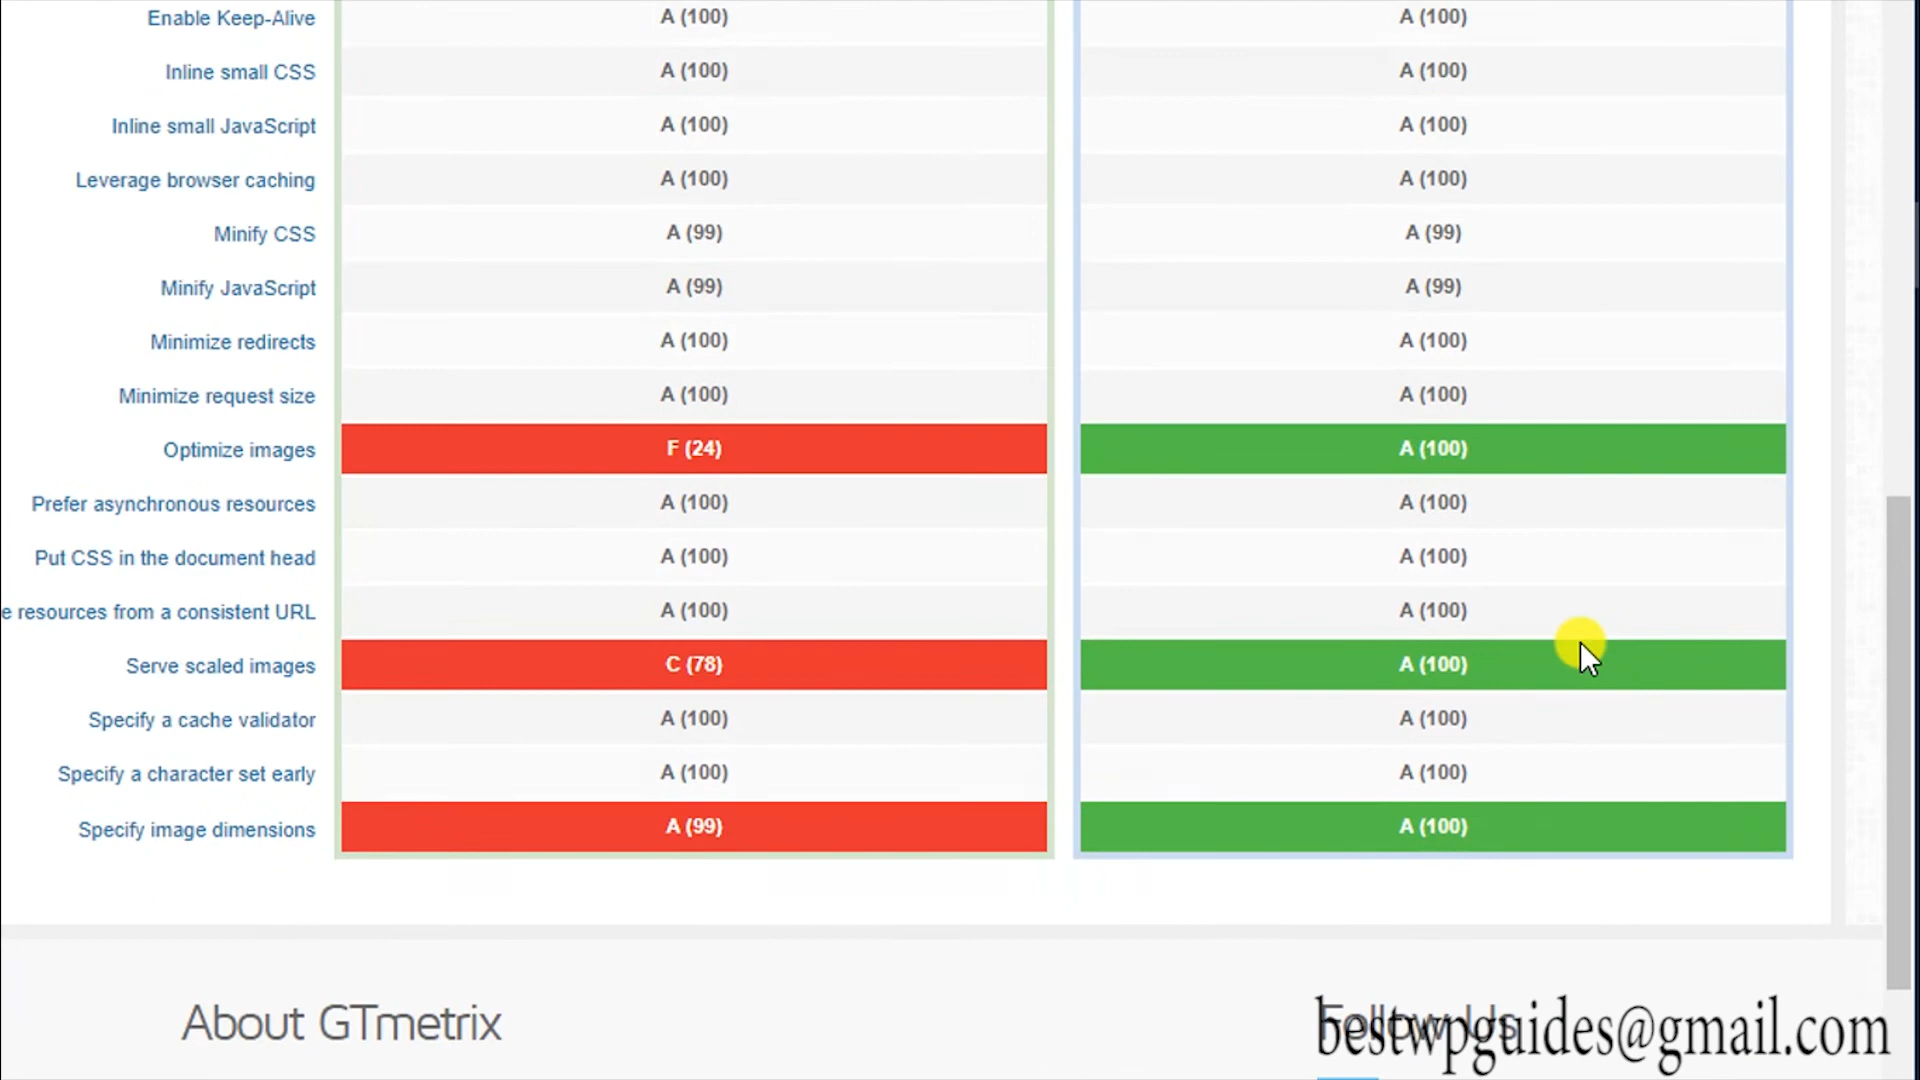 Enable Keep-Alive A (100) A (100)
Inline small CSS A (100) A (100)
Inline small JavaScript A (100) A (100)
Leverage browser caching A (100) A (100)
Minify CSS A (99) A (99)
Minify JavaScript A (99) A (99)
Minimize redirects A (100) A (100)
Minimize request size A (100) A (100)
Optimize images F (24) A (100)
Prefer asynchronous resources A (100) A (100)
Put CSS in the document head A (100) A (100)
e resources from a consistent URL A (100) A (100)
Serve scaled images C (78) A (100)
Specify a cache validator A (100) A (100)
Specify a character set early A (100) A (100)
Specify image dimensions A (99) A (100)
About GTmetrix
Follow Us
bestwpguides@gmail.com